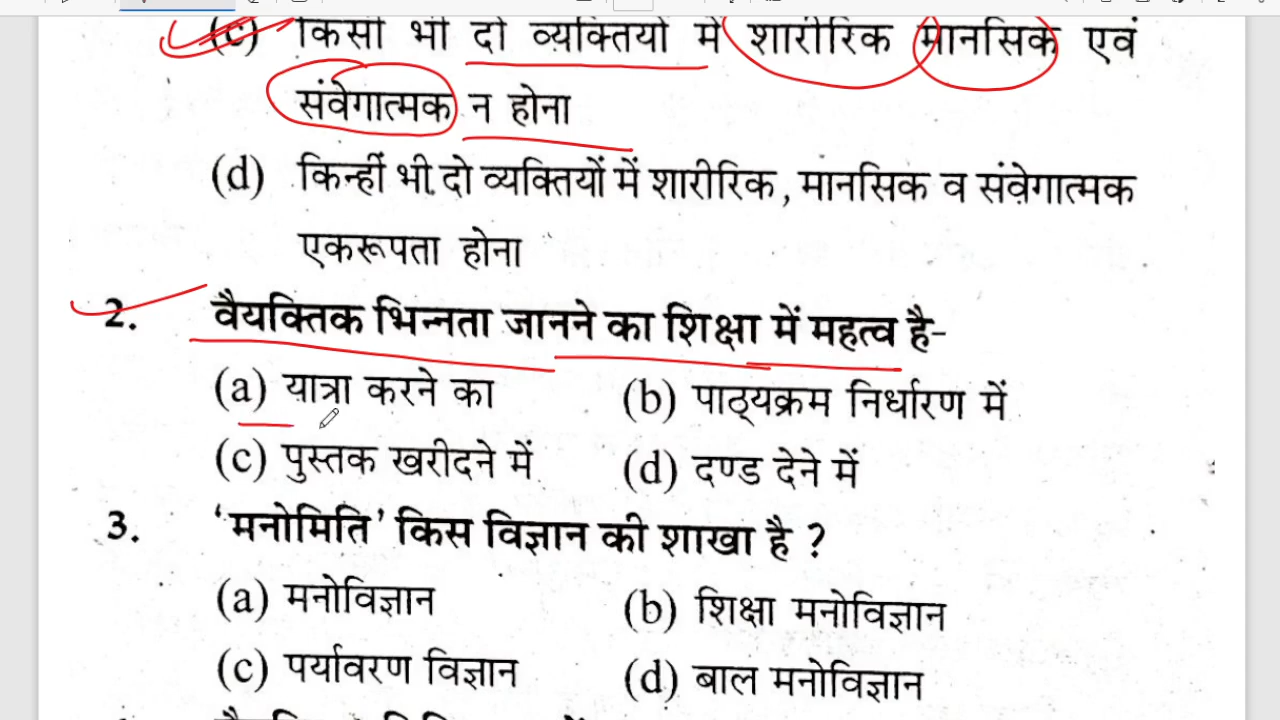 (c) किसी भी दो व्यक्तियों में शारीरिक मानसिक एवं
संवेगात्मक न होना
(d) किन्हीं भी दो व्यक्तियों में शारीरिक, मानसिक व संवेगात्मक
एकरूपता होना
2. वैयक्तिक भिन्नता जानने का शिक्षा में महत्व है-
(a) यात्रा करने का (b) पाठ्यक्रम निर्धारण में
(c) पुस्तक खरीदने में (d) दण्ड देने में
3. 'मनोमिति' किस विज्ञान की शाखा है ?
(a) मनोविज्ञान (b) शिक्षा मनोविज्ञान
(c) पर्यावरण विज्ञान (d) बाल मनोविज्ञान